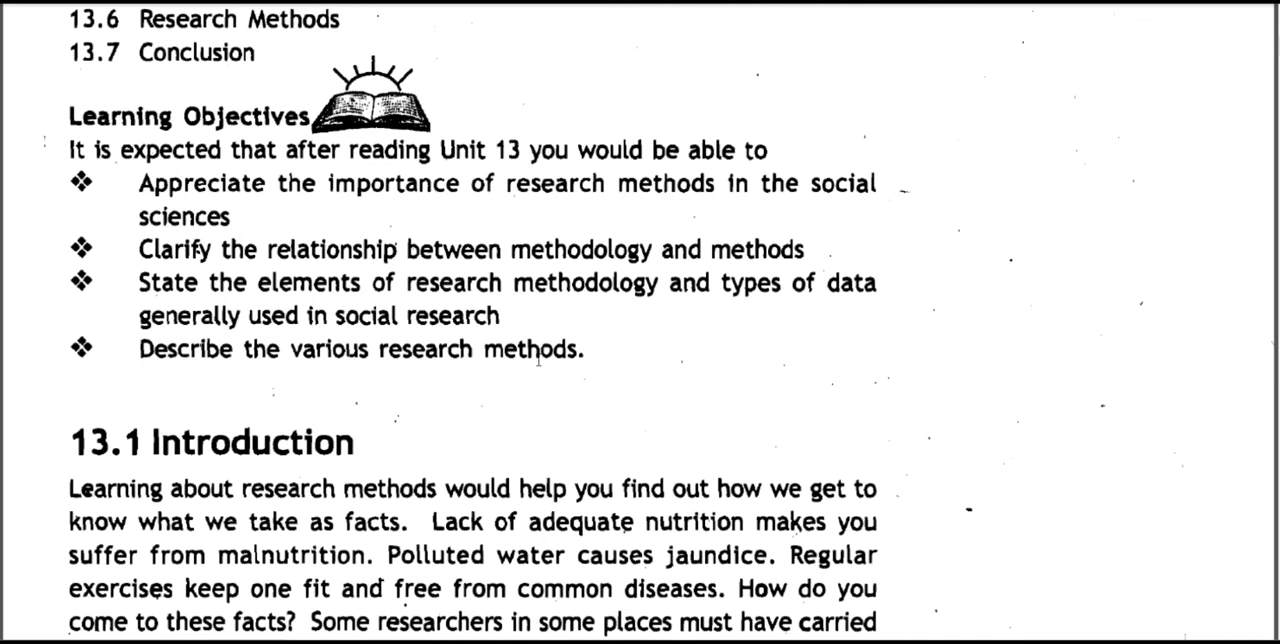 13.6 Research Methods
13.7 Conclusion
Learning Objectives
It is expected that after reading Unit 13 you would be able to
❖ Appreciate the importance of research methods in the social
sciences
❖ Clarify the relationship between methodology and methods
❖ State the elements of research methodology and types of data
generally used in social research
❖ Describe the various research methods.
13.1 Introduction
Learning about research methods would help you find out how we get to
know what we take as facts. Lack of adequate nutrition makes you
suffer from malnutrition. Polluted water causes jaundice. Regular
exercises keep one fit and free from common diseases. How do you
come to these facts? Some researchers in some places must have carried